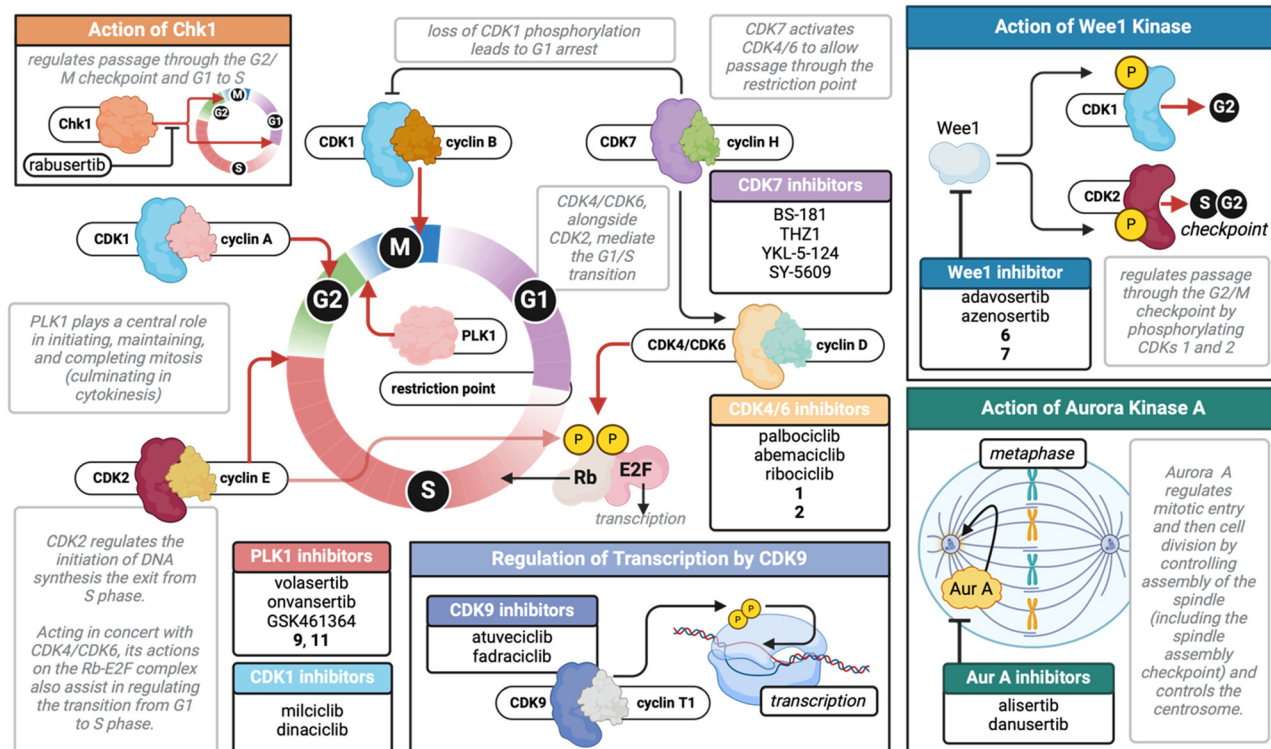 Action of Chk1
regulates passage through the G2/
M checkpoint and G1 to S
Chk1
rabusertib
M
G2
G1
S
loss of CDK1 phosphorylation
leads to G1 arrest
CDK7 activates
CDK4/6 to allow
passage through the
restriction point
CDK1
cyclin B
CDK7
cyclin H
CDK1
cyclin A
CDK4/CDK6,
alongside
CDK2, mediate
the G1/S
transition
CDK7 inhibitors
BS-181
THZ1
YKL-5-124
SY-5609
M
G2
G1
S
PLK1
restriction point
PLK1 plays a central role
in initiating, maintaining,
and completing mitosis
(culminating in
cytokinesis)
CDK4/CDK6
cyclin D
CDK4/6 inhibitors
palbociclib
abemaciclib
ribociclib
1
2
P
P
Rb
E2F
transcription
CDK2
cyclin E
CDK2 regulates the
initiation of DNA
synthesis the exit from
S phase.
Acting in concert with
CDK4/CDK6, its actions
on the Rb-E2F complex
also assist in regulating
the transition from G1
to S phase.
PLK1 inhibitors
volasertib
onvansertib
GSK461364
9, 11
CDK1 inhibitors
milciclib
dinaciclib
Regulation of Transcription by CDK9
CDK9 inhibitors
atuveciclib
fadraciclib
CDK9
cyclin T1
P
P
transcription
Action of Wee1 Kinase
Wee1
P
CDK1
G2
CDK2
P
S
G2
checkpoint
Wee1 inhibitor
adavosertib
azenosertib
6
7
regulates passage
through the G2/M
checkpoint by
phosphorylating
CDKs 1 and 2
Action of Aurora Kinase A
metaphase
Aur A
Aur A inhibitors
alisertib
danusertib
Aurora A
regulates
mitotic entry
and then cell
division by
controlling
assembly of the
spindle
(including the
spindle
assembly
checkpoint) and
controls the
centrosome.